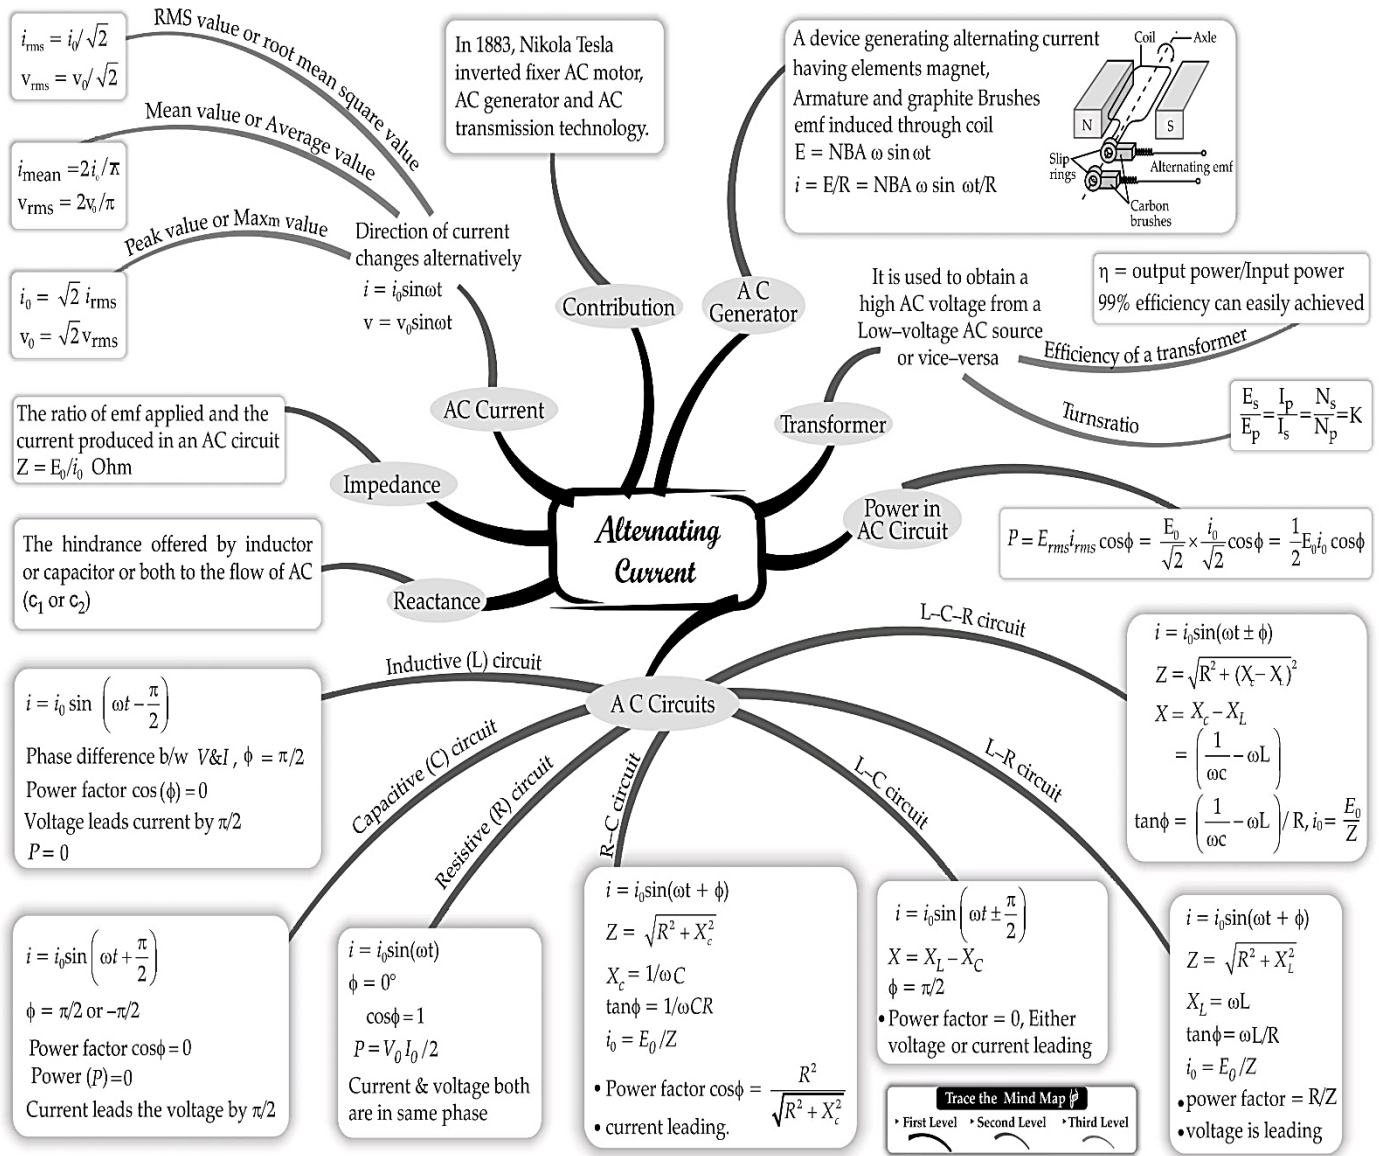 RMS value or root mean square value
i_rms = i_0/√2
v_rms = v_0/√2
Mean value or Average value
i_mean = 2i_0/π
v_rms = 2v_0/π
Peak value or Maxm value
i_0 = √2 i_rms
v_0 = √2 v_rms
Direction of current
changes alternatively
i = i_0sinωt
v = v_0sinωt
AC Current
In 1883, Nikola Tesla
inverted fixer AC motor,
AC generator and AC
transmission technology.
Contribution
A device generating alternating current
having elements magnet,
Armature and graphite Brushes
emf induced through coil
E = NBA ω sin ωt
i = E/R = NBA ω sin ωt/R
Coil
Axle
N
S
Slip
rings
Alternating emf
Carbon
brushes
A C
Generator
It is used to obtain a
high AC voltage from a
Low–voltage AC source
or vice–versa
Transformer
η = output power/Input power
99% efficiency can easily achieved
Efficiency of a transformer
Turnsratio
E_s/E_p = I_p/I_s = N_s/N_p = K
The ratio of emf applied and the
current produced in an AC circuit
Z = E_0/i_0 Ohm
Impedance
Power in
AC Circuit
P = E_rms i_rms cosϕ = E_0/√2 × i_0/√2 cosϕ = 1/2 E_0 i_0 cosϕ
Alternating
Current
The hindrance offered by inductor
or capacitor or both to the flow of AC
(c_1 or c_2)
Reactance
A C Circuits
Inductive (L) circuit
i = i_0 sin (ωt − π/2)
Phase difference b/w V&I, ϕ = π/2
Power factor cos(ϕ) = 0
Voltage leads current by π/2
P = 0
Capacitive (C) circuit
i = i_0sin(ωt + π/2)
ϕ = π/2 or −π/2
Power factor cosϕ = 0
Power (P) = 0
Current leads the voltage by π/2
Resistive (R) circuit
i = i_0sin(ωt)
ϕ = 0°
cosϕ = 1
P = V_0 I_0 /2
Current & voltage both
are in same phase
R–C circuit
i = i_0sin(ωt + ϕ)
Z = √(R² + X_c²)
X_c = 1/ωC
tanϕ = 1/ωCR
i_0 = E_0/Z
• Power factor cosϕ = R²/√(R² + X_c²)
• current leading.
L–C circuit
i = i_0sin(ωt ± π/2)
X = X_L − X_C
ϕ = π/2
• Power factor = 0, Either
voltage or current leading
L–R circuit
i = i_0sin(ωt + ϕ)
Z = √(R² + X_L²)
X_L = ωL
tanϕ = ωL/R
i_0 = E_0/Z
• power factor = R/Z
• voltage is leading
L–C–R circuit
i = i_0sin(ωt ± ϕ)
Z = √(R² + (X_c − X_L)²)
X = X_c − X_L
= (1/ωc − ωL)
tanϕ = (1/ωc − ωL)/R, i_0 = E_0/Z
Trace the Mind Map
First Level
Second Level
Third Level